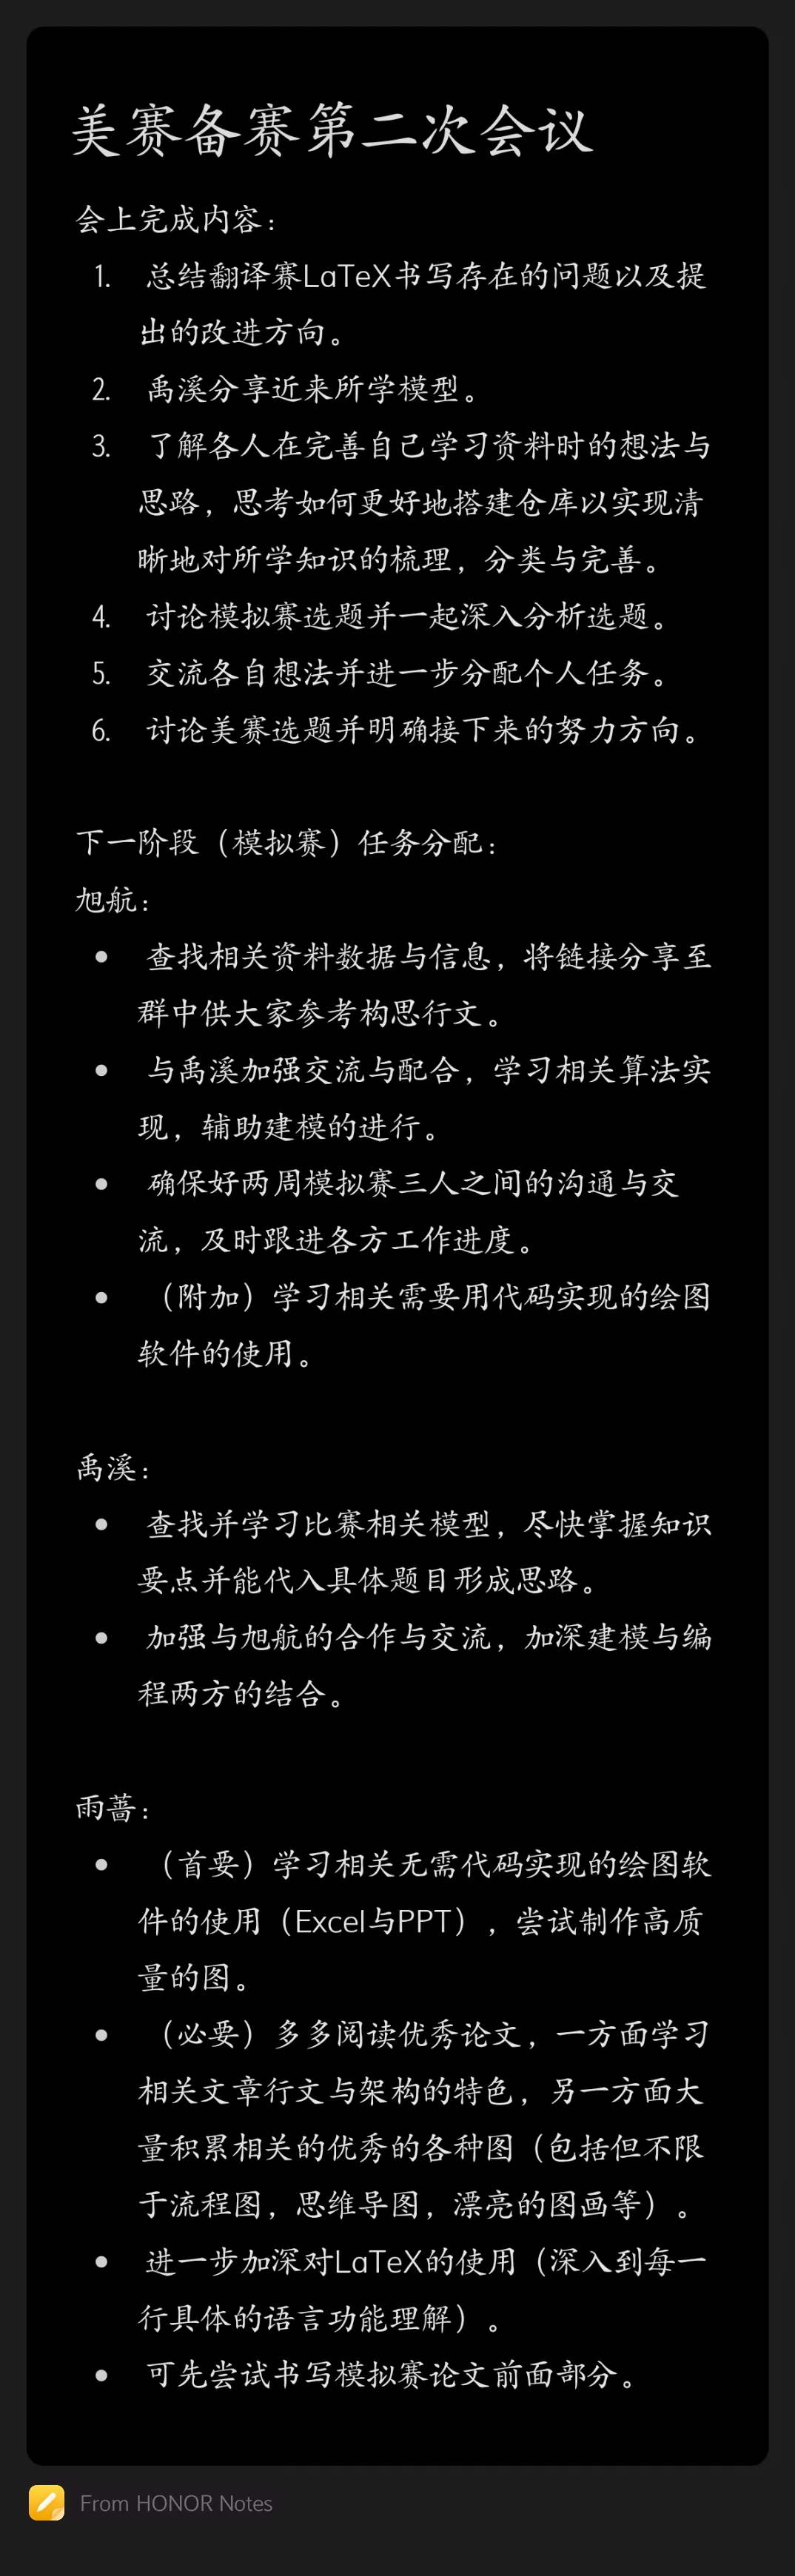 美赛备赛第二次会议
会上完成内容：
1. 总结翻译赛LaTeX书写存在的问题以及提
出的改进方向。
2. 禹溪分享近来所学模型。
3. 了解各人在完善自己学习资料时的想法与
思路，思考如何更好地搭建仓库以实现清
晰地对所学知识的梳理，分类与完善。
4. 讨论模拟赛选题并一起深入分析选题。
5. 交流各自想法并进一步分配个人任务。
6. 讨论美赛选题并明确接下来的努力方向。
下一阶段（模拟赛）任务分配：
旭航：
• 查找相关资料数据与信息，将链接分享至
群中供大家参考构思行文。
• 与禹溪加强交流与配合，学习相关算法实
现，辅助建模的进行。
• 确保好两周模拟赛三人之间的沟通与交
流，及时跟进各方工作进度。
• （附加）学习相关需要用代码实现的绘图
软件的使用。
禹溪：
• 查找并学习比赛相关模型，尽快掌握知识
要点并能代入具体题目形成思路。
• 加强与旭航的合作与交流，加深建模与编
程两方的结合。
雨蔷：
• （首要）学习相关无需代码实现的绘图软
件的使用（Excel与PPT），尝试制作高质
量的图。
• （必要）多多阅读优秀论文，一方面学习
相关文章行文与架构的特色，另一方面大
量积累相关的优秀的各种图（包括但不限
于流程图，思维导图，漂亮的图画等）。
• 进一步加深对LaTeX的使用（深入到每一
行具体的语言功能理解）。
• 可先尝试书写模拟赛论文前面部分。
From HONOR Notes